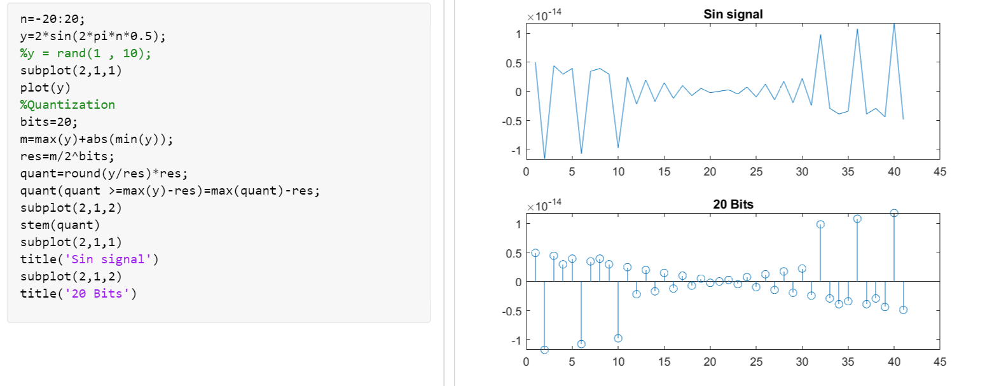 n=-20:20;
y=2*sin(2*pi*n*0.5);
%y = rand(1 , 10);
subplot(2,1,1)
plot(y)
%Quantization
bits=20;
m=max(y)+abs(min(y));
res=m/2^bits;
quant=round(y/res)*res;
quant(quant >=max(y)-res)=max(quant)-res;
subplot(2,1,2)
stem(quant)
subplot(2,1,1)
title('Sin signal')
subplot(2,1,2)
title('20 Bits')
×10-14
Sin signal
1
0.5
0
-0.5
-1
0 5 10 15 20 25 30 35 40 45
×10-14
20 Bits
1
0.5
0
-0.5
-1
0 5 10 15 20 25 30 35 40 45